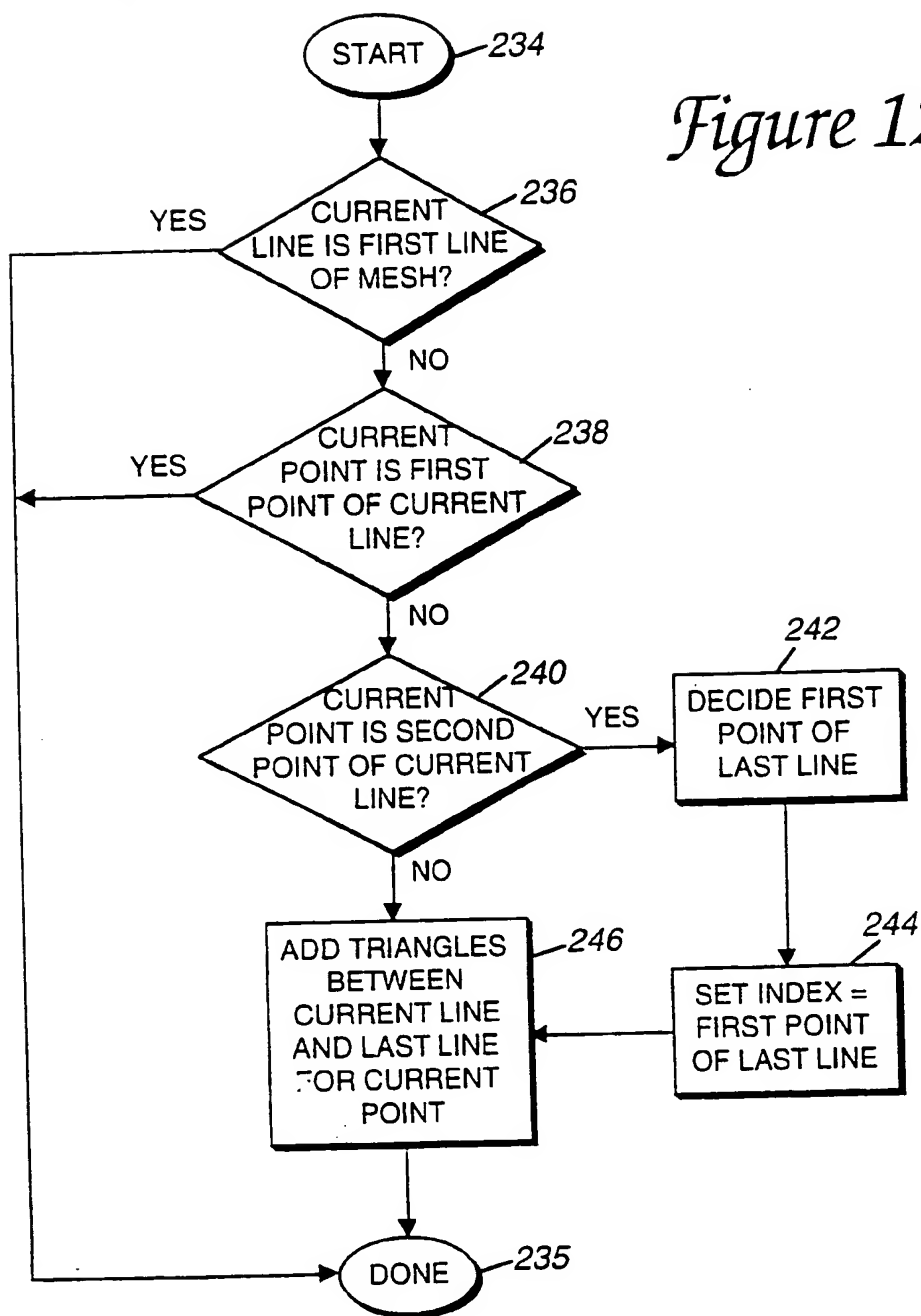 START
234
Figure 12
YES
236
CURRENT
LINE IS FIRST LINE
OF MESH?
NO
YES
238
CURRENT
POINT IS FIRST
POINT OF CURRENT
LINE?
NO
240
CURRENT
POINT IS SECOND
POINT OF CURRENT
LINE?
YES
242
DECIDE FIRST
POINT OF
LAST LINE
NO
246
ADD TRIANGLES
BETWEEN
CURRENT LINE
AND LAST LINE
FOR CURRENT
POINT
244
SET INDEX =
FIRST POINT
OF LAST LINE
DONE
235